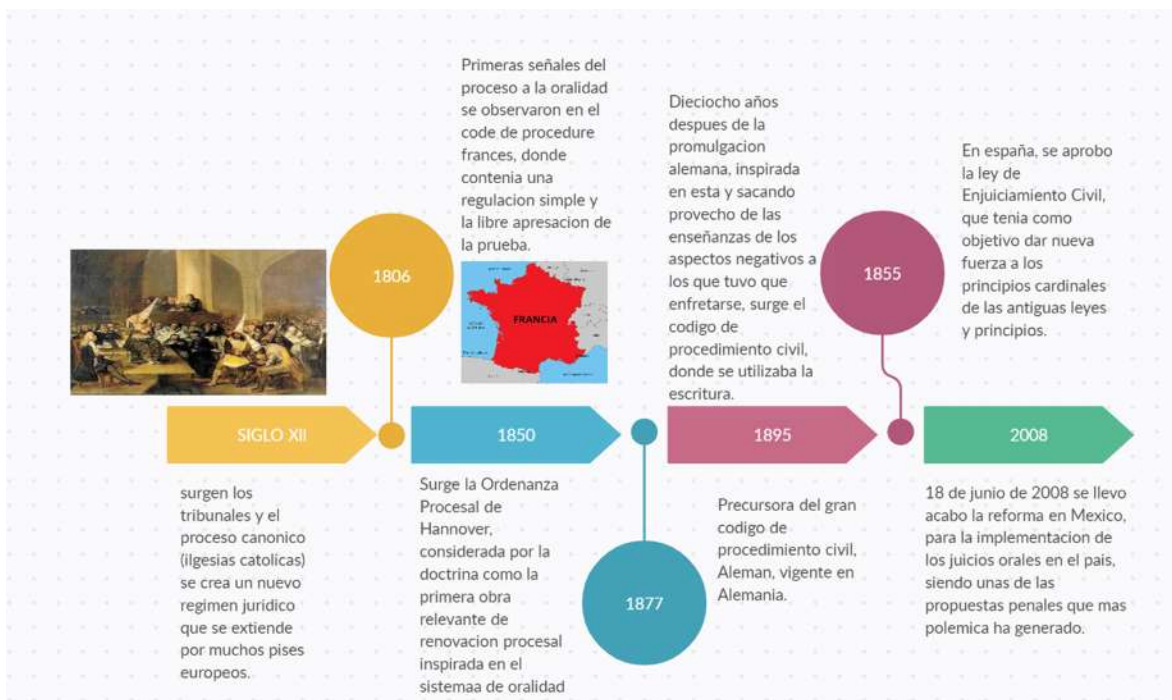 1806
Primeras señales del
proceso a la oralidad
se observaron en el
code de procedure
frances, donde
contenia una
regulacion simple y
la libre apresacion de
la prueba.
FRANCIA
Dieciocho años
despues de la
promulgacion
alemana, inspirada
en esta y sacando
provecho de las
enseñanzas de los
aspectos negativos a
los que tuvo que
enfretarse, surge el
codigo de
procedimiento civil,
donde se utilizaba la
escritura.
1855
En españa, se aprobo
la ley de
Enjuiciamiento Civil,
que tenia como
objetivo dar nueva
fuerza a los
principios cardinales
de las antiguas leyes
y principios.
SIGLO XII
1850
1895
2008
surgen los
tribunales y el
proceso canonico
(ilgesias catolicas)
se crea un nuevo
regimen juridico
que se extiende
por muchos pises
europeos.
Surge la Ordenanza
Procesal de
Hannover,
considerada por la
doctrina como la
primera obra
relevante de
renovacion procesal
inspirada en el
sistemaa de oralidad
1877
Precursora del gran
codigo de
procedimiento civil,
Aleman, vigente en
Alemania.
18 de junio de 2008 se llevo
acabo la reforma en Mexico,
para la implementacion de
los juicios orales en el pais,
siendo unas de las
propuestas penales que mas
polemica ha generado.